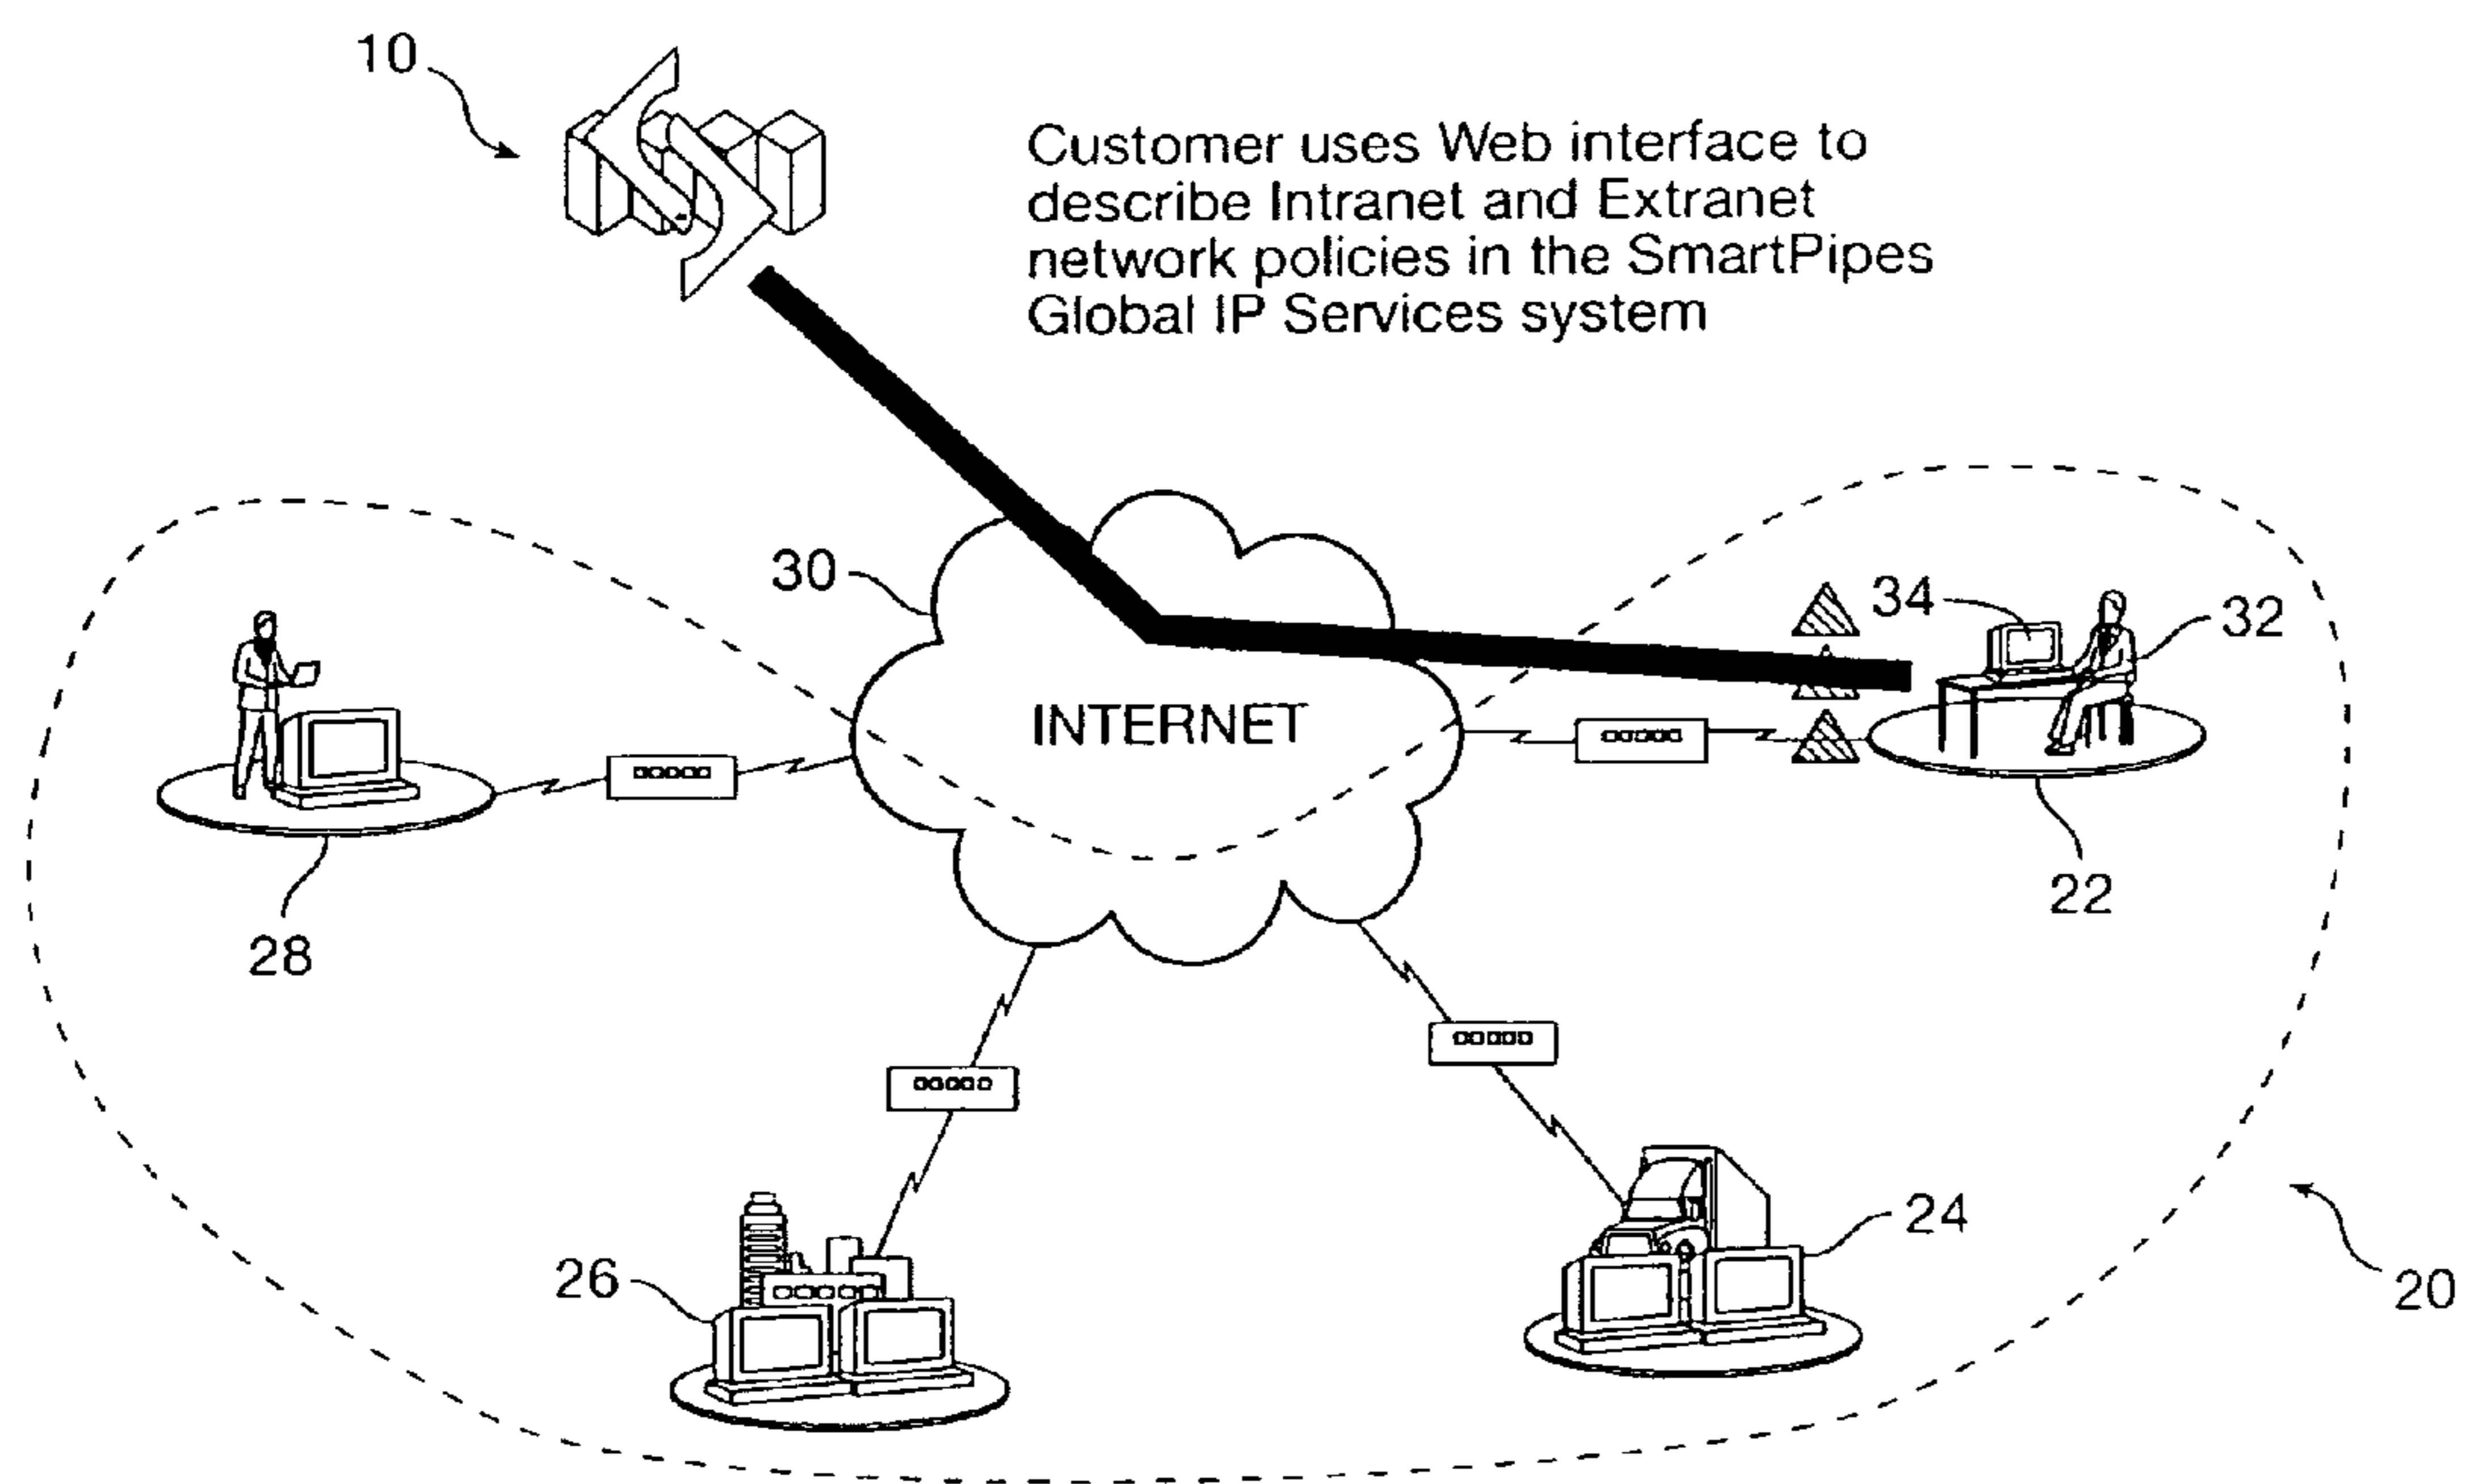 10
Customer uses Web interface to
describe Intranet and Extranet
network policies in the SmartPipes
Global IP Services system
30
34
32
INTERNET
22
28
24
26
20